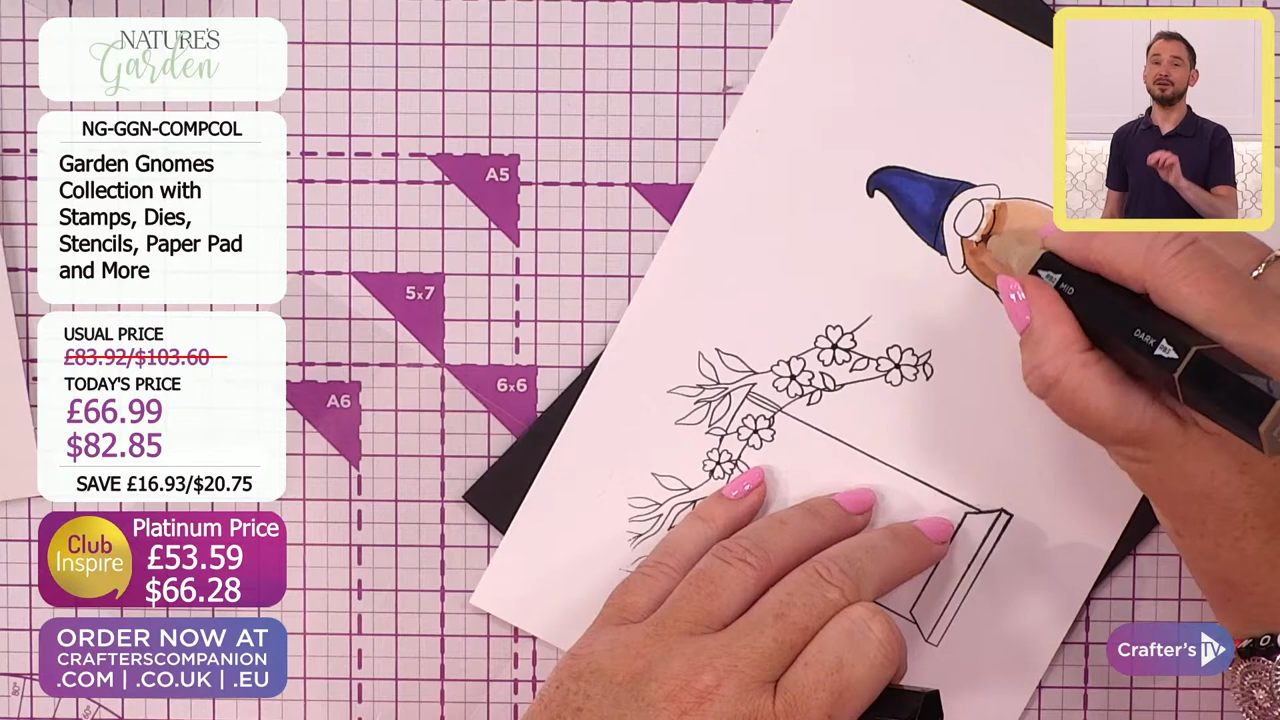 NATURE'S
Garden
NG-GGN-COMPCOL
Garden Gnomes
Collection with
Stamps, Dies,
Stencils, Paper Pad
and More
USUAL PRICE
£83.92/$103.60
TODAY'S PRICE
£66.99
$82.85
SAVE £16.93/$20.75
Club
Inspire
Platinum Price
£53.59
$66.28
ORDER NOW AT
CRAFTERSCOMPANION
.COM | .CO.UK | .EU
A5
5x7
6x6
A6
MID
DARK
Crafter's TV